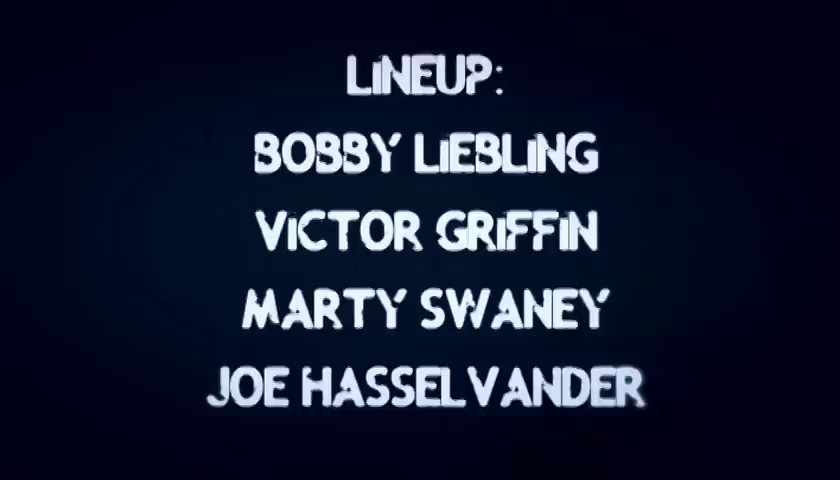 LiNEUP:
BOBBY LiEBLiNG
ViCTOR GRiFFiN
MARTY SWANEY
JOE HASSELVANDER